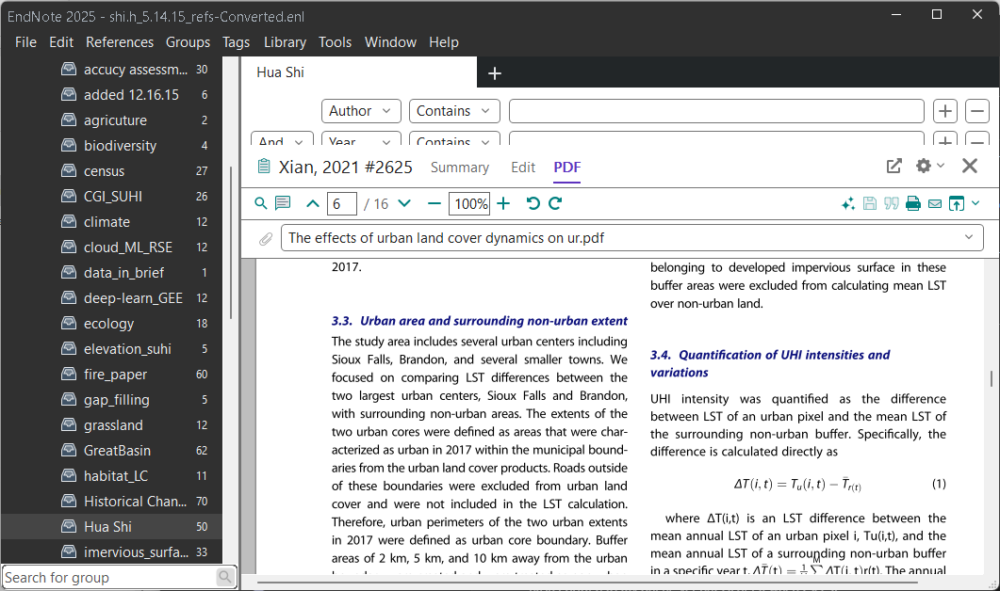 EndNote 2025 - shi.h_5.14.15_refs-Converted.enl
File Edit References Groups Tags Library Tools Window Help
accucy assessm... 30
added 12.16.15 6
agricuture 2
biodiversity 4
census 27
CGI_SUHI 26
climate 12
cloud_ML_RSE 12
data_in_brief 1
deep-learn_GEE 12
ecology 18
elevation_suhi 5
fire_paper 60
gap_filling 5
grassland 12
GreatBasin 62
habitat_LC 11
Historical Chan... 70
Hua Shi 50
imervious_surfa... 33
Search for group
Hua Shi
Author Contains
And Year Contains
Xian, 2021 #2625 Summary Edit PDF
6 / 16 100%
The effects of urban land cover dynamics on ur.pdf
2017.
3.3. Urban area and surrounding non-urban extent
The study area includes several urban centers including
Sioux Falls, Brandon, and several smaller towns. We
focused on comparing LST differences between the
two largest urban centers, Sioux Falls and Brandon,
with surrounding non-urban areas. The extents of the
two urban cores were defined as areas that were char-
acterized as urban in 2017 within the municipal bound-
aries from the urban land cover products. Roads outside
of these boundaries were excluded from urban land
cover and were not included in the LST calculation.
Therefore, urban perimeters of the two urban extents
in 2017 were defined as urban core boundary. Buffer
areas of 2 km, 5 km, and 10 km away from the urban
belonging to developed impervious surface in these
buffer areas were excluded from calculating mean LST
over non-urban land.
3.4. Quantification of UHI intensities and
variations
UHI intensity was quantified as the difference
between LST of an urban pixel and the mean LST of
the surrounding non-urban buffer. Specifically, the
difference is calculated directly as
ΔT(i, t) = Tu(i, t) − T̄r(t) (1)
where ΔT(i,t) is an LST difference between the
mean annual LST of an urban pixel i, Tu(i,t), and the
mean annual LST of a surrounding non-urban buffer
in a specific year t. The annual